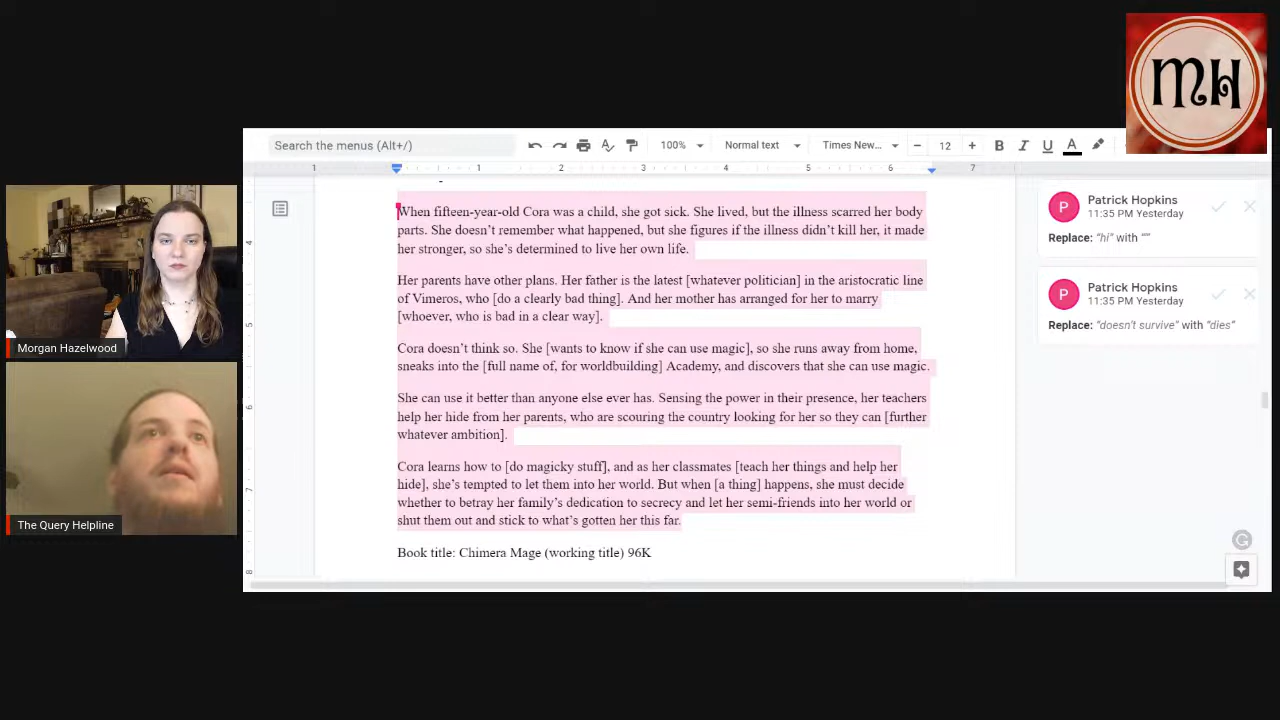 MH
Search the menus (Alt+/)
100%
Normal text
Times New...
12
1
1
2
3
4
5
6
7
Patrick Hopkins
11:35 PM Yesterday
Replace: “hi” with “”
P
Patrick Hopkins
11:35 PM Yesterday
Replace: “doesn’t survive” with “dies”
P
When fifteen-year-old Cora was a child, she got sick. She lived, but the illness scarred her body
parts. She doesn’t remember what happened, but she figures if the illness didn’t kill her, it made
her stronger, so she’s determined to live her own life.
Her parents have other plans. Her father is the latest [whatever politician] in the aristocratic line
of Vimeros, who [do a clearly bad thing]. And her mother has arranged for her to marry
[whoever, who is bad in a clear way].
Cora doesn’t think so. She [wants to know if she can use magic], so she runs away from home,
sneaks into the [full name of, for worldbuilding] Academy, and discovers that she can use magic.
She can use it better than anyone else ever has. Sensing the power in their presence, her teachers
help her hide from her parents, who are scouring the country looking for her so they can [further
whatever ambition].
Cora learns how to [do magicky stuff], and as her classmates [teach her things and help her
hide], she’s tempted to let them into her world. But when [a thing] happens, she must decide
whether to betray her family’s dedication to secrecy and let her semi-friends into her world or
shut them out and stick to what’s gotten her this far.
Book title: Chimera Mage (working title) 96K
4
5
6
7
8
Morgan Hazelwood
The Query Helpline